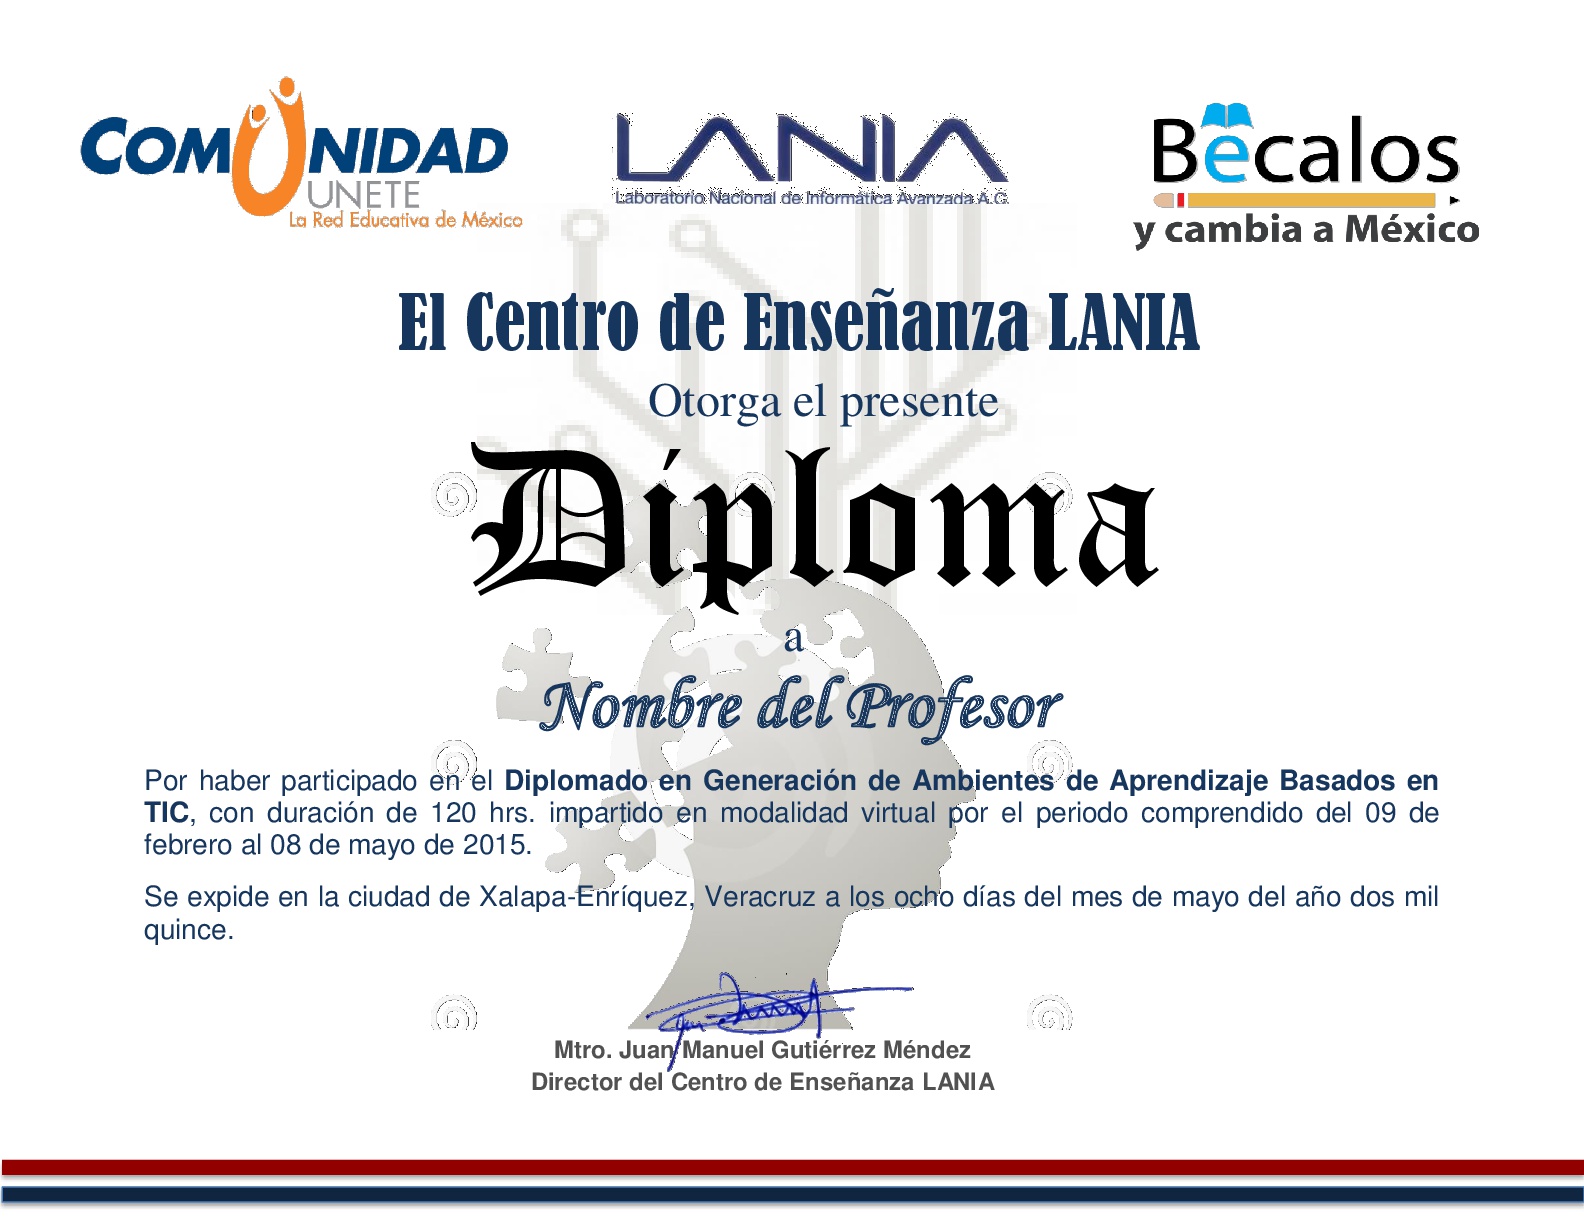 COMUNIDAD
UNETE
La Red Educativa de México
LANIA
Laboratorio Nacional de Informática Avanzada A.C.
Bécalos
y cambia a México
El Centro de Enseñanza LANIA
Otorga el presente
Diploma
a
Nombre del Profesor
Por haber participado en el Diplomado en Generación de Ambientes de Aprendizaje Basados en
TIC, con duración de 120 hrs. impartido en modalidad virtual por el periodo comprendido del 09 de
febrero al 08 de mayo de 2015.
Se expide en la ciudad de Xalapa-Enríquez, Veracruz a los ocho días del mes de mayo del año dos mil
quince.
Mtro. Juan Manuel Gutiérrez Méndez
Director del Centro de Enseñanza LANIA